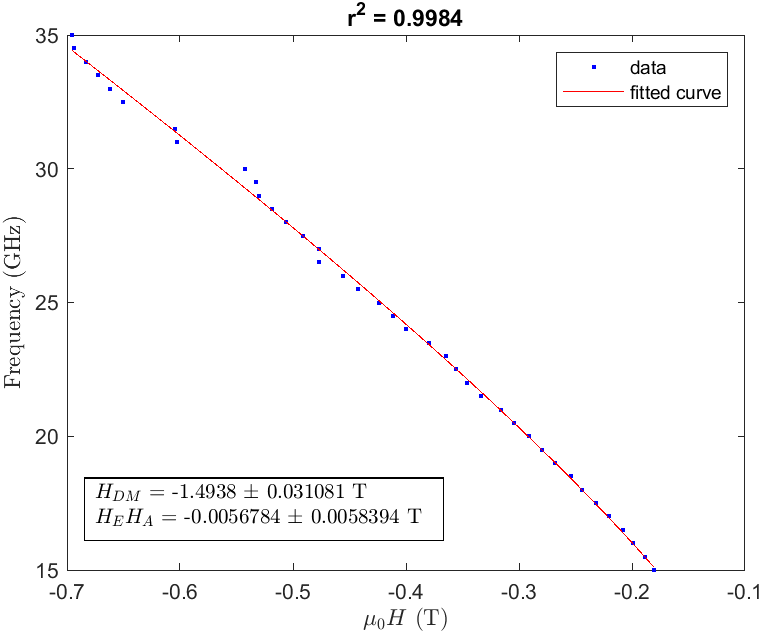 r² = 0.9984
35
30
25
20
15
Frequency (GHz)
data
fitted curve
H_{DM} = -1.4938 ± 0.031081 T
H_E H_A = -0.0056784 ± 0.0058394 T
-0.7 -0.6 -0.5 -0.4 -0.3 -0.2 -0.1
μ₀H (T)